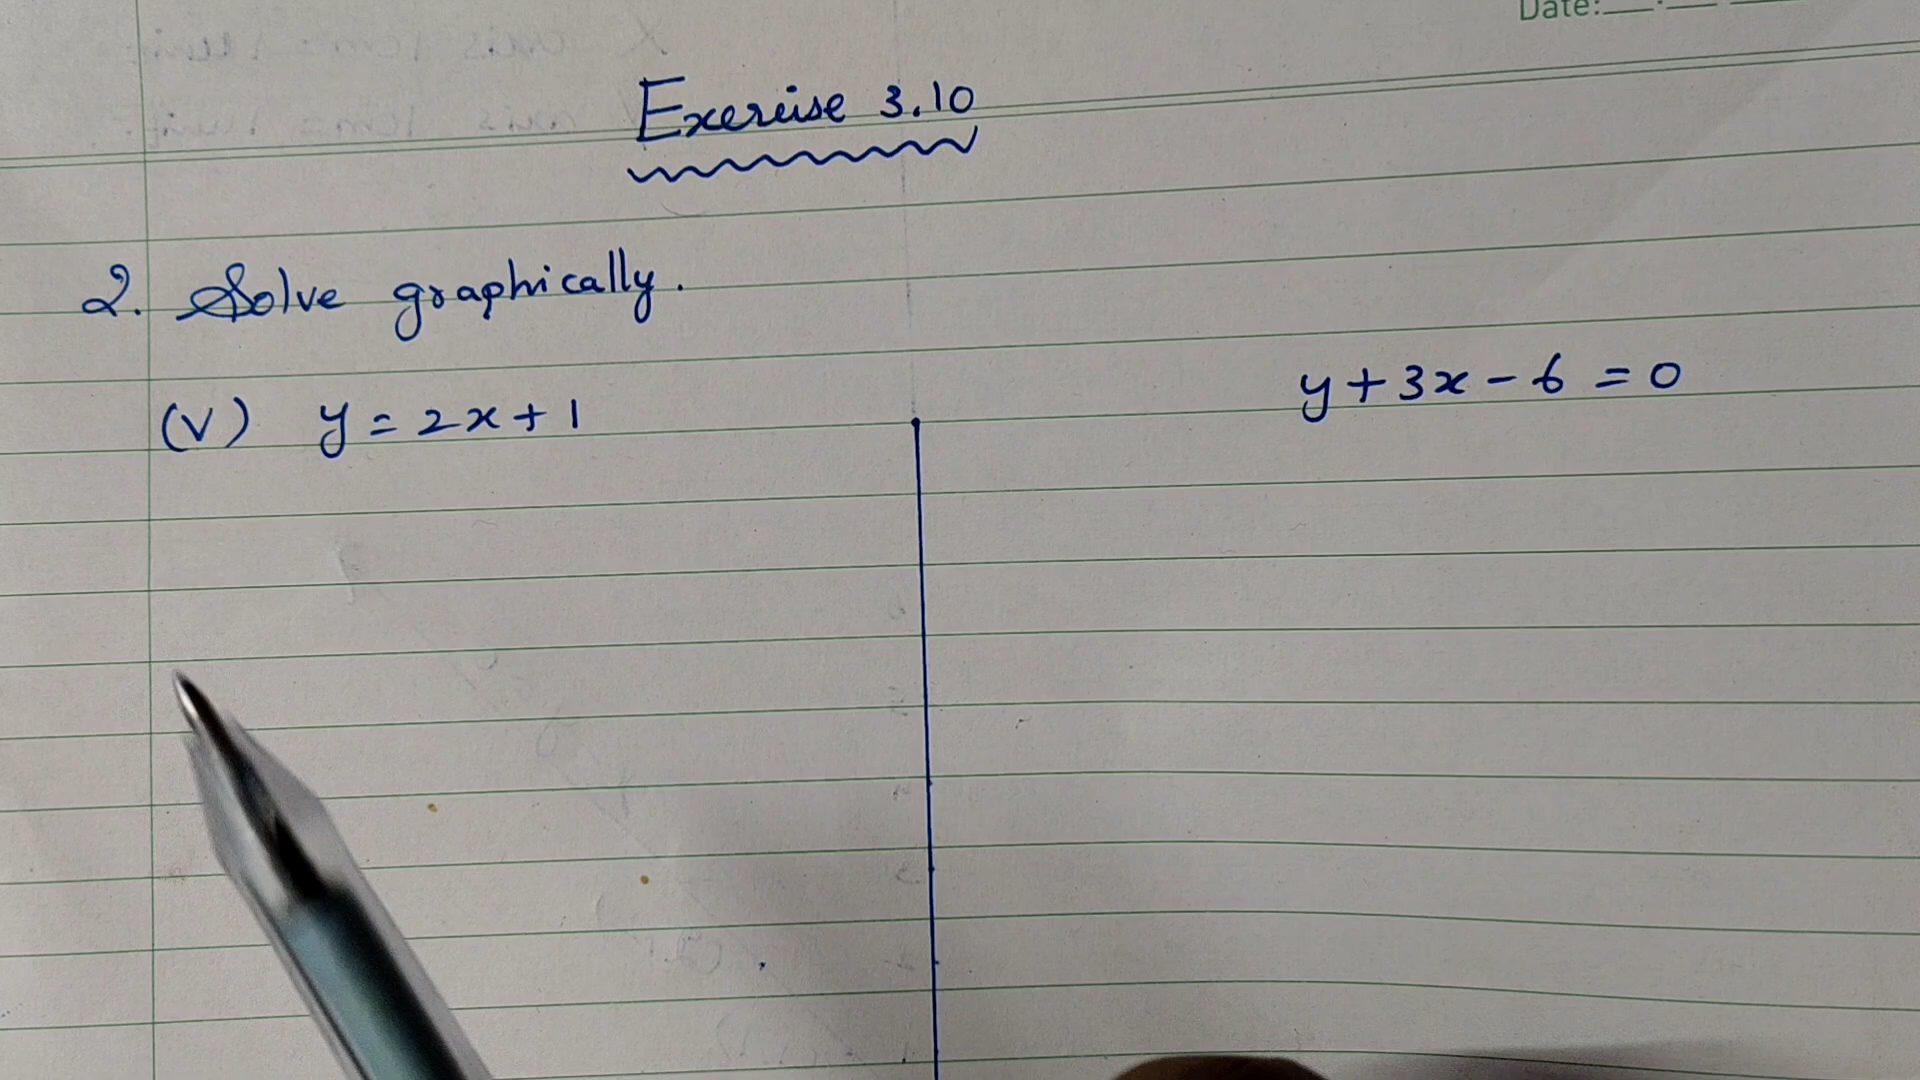 Date:
Exercise 3.10
2. Solve graphically.
(v) y = 2x + 1
y + 3x - 6 = 0